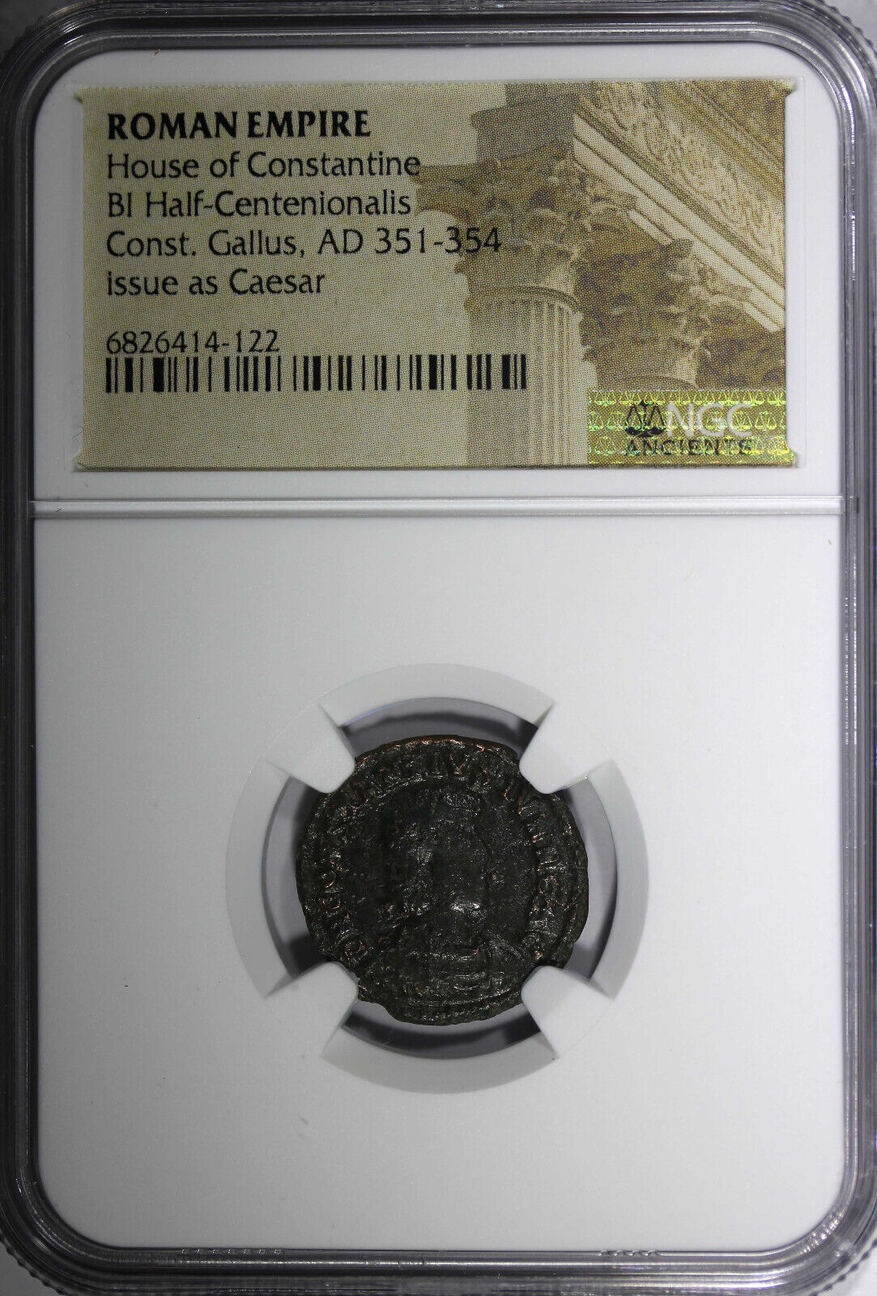 ROMAN EMPIRE
House of Constantine
BI Half-Centenionalis
Const. Gallus, AD 351-354
issue as Caesar
6826414-122
NGC
ANCIENTS